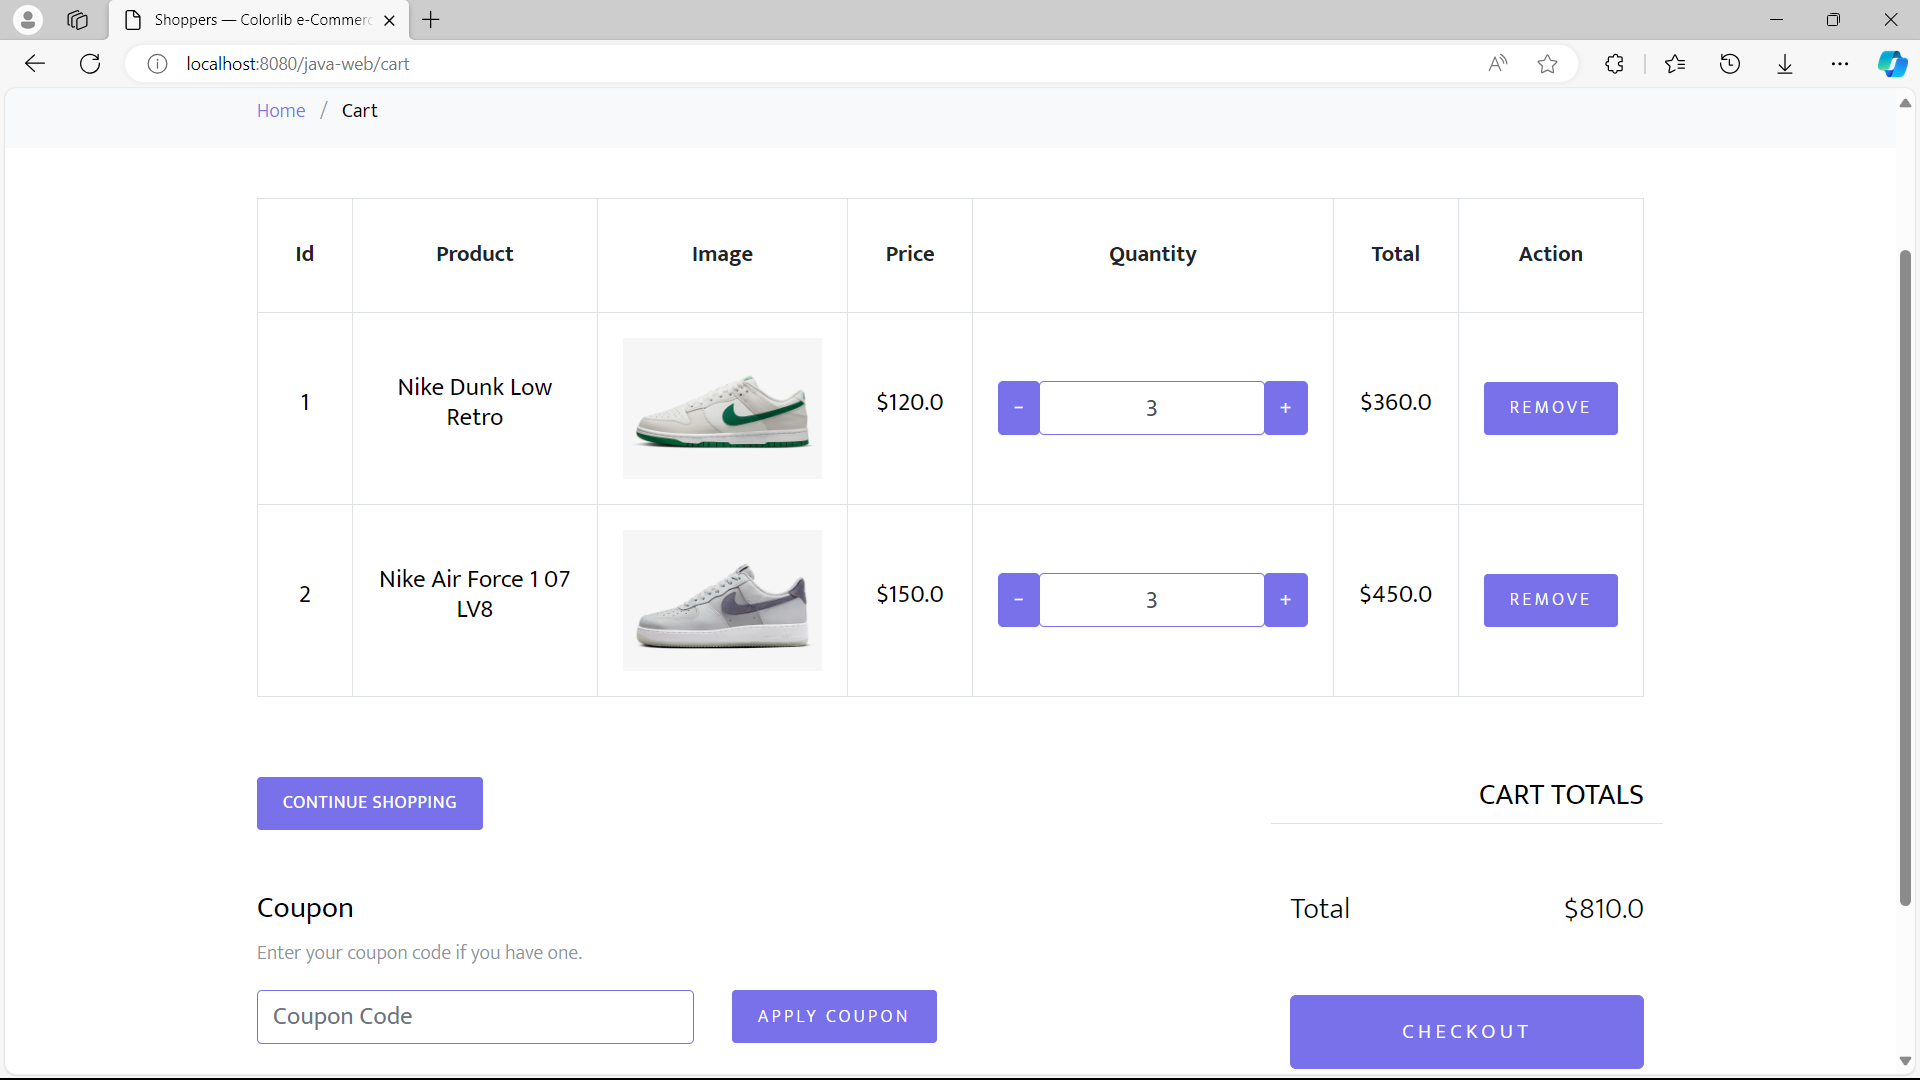 Shoppers — Colorlib e-Commerc
localhost:8080/java-web/cart
Home / Cart
Id Product Image Price Quantity Total Action
1 Nike Dunk Low Retro $120.0 - 3 + $360.0 REMOVE
2 Nike Air Force 1 07 LV8 $150.0 - 3 + $450.0 REMOVE
CONTINUE SHOPPING
CART TOTALS
Coupon
Total $810.0
Enter your coupon code if you have one.
Coupon Code
APPLY COUPON
CHECKOUT